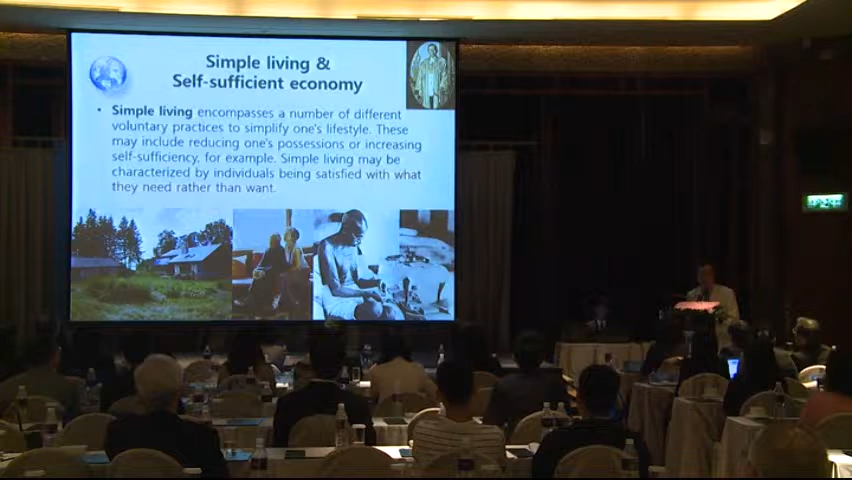 Simple living &
Self-sufficient economy
• Simple living encompasses a number of different
voluntary practices to simplify one's lifestyle. These
may include reducing one's possessions or increasing
self-sufficiency, for example. Simple living may be
characterized by individuals being satisfied with what
they need rather than want.